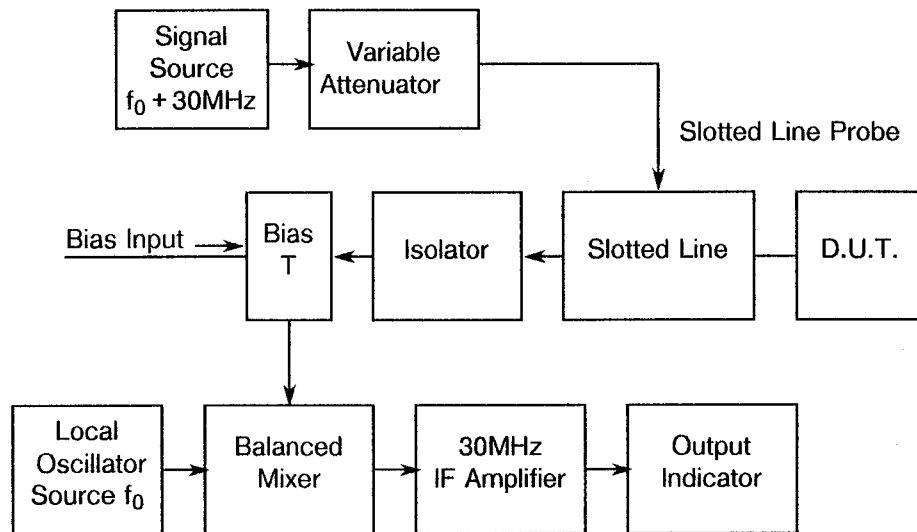 Signal
Source
f₀ + 30MHz
Variable
Attenuator
Slotted Line Probe
Bias Input
Bias
T
Isolator
Slotted Line
D.U.T.
Local
Oscillator
Source f₀
Balanced
Mixer
30MHz
IF Amplifier
Output
Indicator